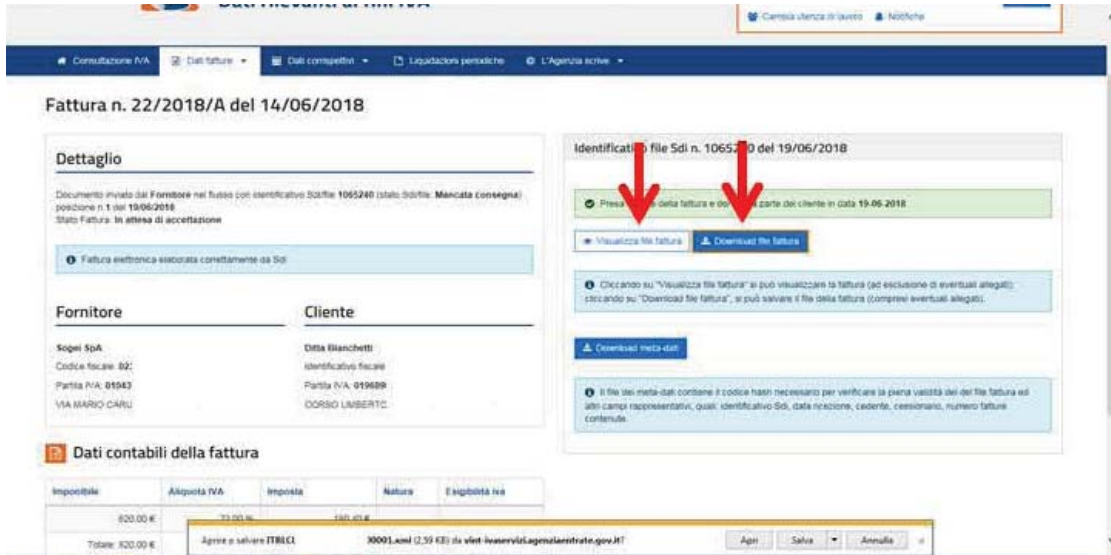 Dati rilevanti ai fini IVA
Cambia utenza di lavoro Notifiche
Consultazione IVA Dati fatture Dati corrispettivi Liquidazioni periodiche L'Agenzia scrive
Fattura n. 22/2018/A del 14/06/2018
Dettaglio
Documento inviato dal Fornitore nel flusso con identificativo Sdi/file 1065240 (stato Sdi/file: Mancata consegna)
posizione n.1 del 19/06/2018
Stato Fattura: In attesa di accettazione
Fattura elettronica elaborata correttamente da Sdi
Fornitore
Sogei SpA
Codice fiscale: 02
Partita IVA: 01043
VIA MARIO CARU
Cliente
Ditta Bianchetti
Identificativo fiscale
Partita IVA: 019689
CORSO UMBERTO
Identificativo file Sdi n. 1065240 del 19/06/2018
Presa della fattura e do parte del cliente in data 19-06-2018
Visualizza file fattura Download file fattura
Cliccando su "Visualizza file fattura" si può visualizzare la fattura (ad esclusione di eventuali allegati);
cliccando su "Download file fattura", si può salvare il file della fattura (compresi eventuali allegati).
Download meta-dati
Il file dei meta-dati contiene il codice hash necessario per verificare la piena validità del file fattura ed
altri campi rappresentativi, quali: identificativo Sdi, data ricezione, cedente, cessionario, numero fatture
contenute.
Dati contabili della fattura
Imponibile Aliquota IVA Imposta Natura Esigibilità iva
820.00 € 22.00 % 180.40 €
Totale: 820.00 €
Aprire o salvare ITBLCL 30001.xml (2,59 KB) da vint-ivaservizi.agenziaentrate.gov.it?
Apri Salva Annulla